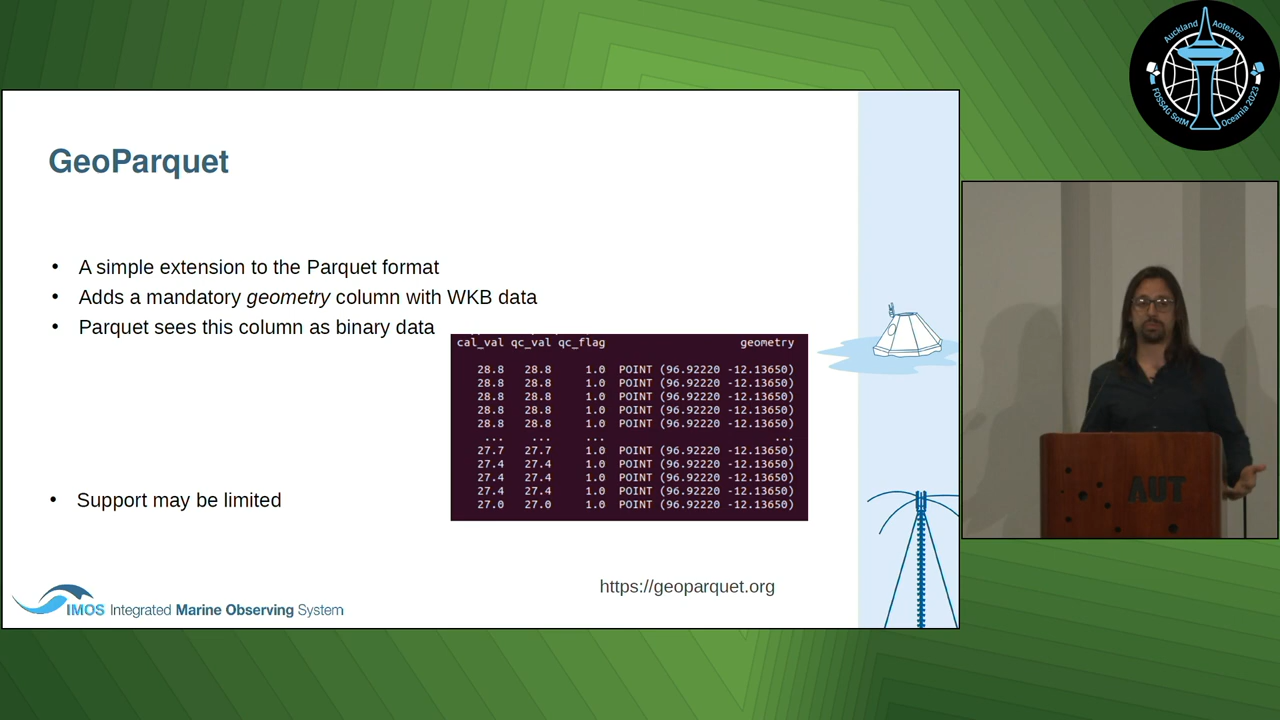 GeoParquet
• A simple extension to the Parquet format
• Adds a mandatory geometry column with WKB data
• Parquet sees this column as binary data
cal_val qc_val qc_flag geometry
28.8 28.8 1.0 POINT (96.92220 -12.13650)
28.8 28.8 1.0 POINT (96.92220 -12.13650)
28.8 28.8 1.0 POINT (96.92220 -12.13650)
28.8 28.8 1.0 POINT (96.92220 -12.13650)
28.8 28.8 1.0 POINT (96.92220 -12.13650)
... ... ... ...
27.7 27.7 1.0 POINT (96.92220 -12.13650)
27.4 27.4 1.0 POINT (96.92220 -12.13650)
27.4 27.4 1.0 POINT (96.92220 -12.13650)
27.4 27.4 1.0 POINT (96.92220 -12.13650)
27.0 27.0 1.0 POINT (96.92220 -12.13650)
• Support may be limited
https://geoparquet.org
IMOS Integrated Marine Observing System
Auckland Aotearoa
FOSS4G SotM Oceania 2023
AUT